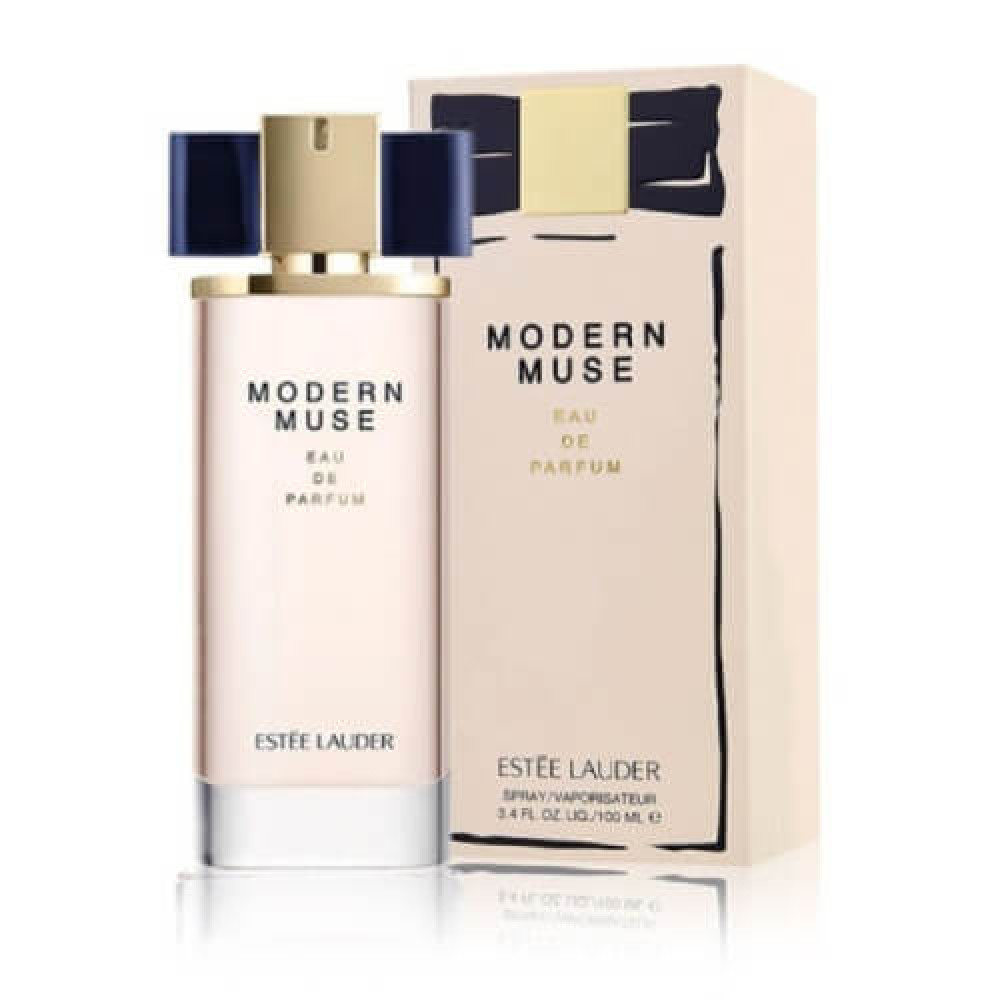 MODERN
MUSE
EAU
DE
PARFUM
ESTĒE LAUDER
MODERN
MUSE
EAU
DE
PARFUM
ESTĒE LAUDER
SPRAY/VAPORISATEUR
3.4 FL.OZ.LIQ./100 ML ℮